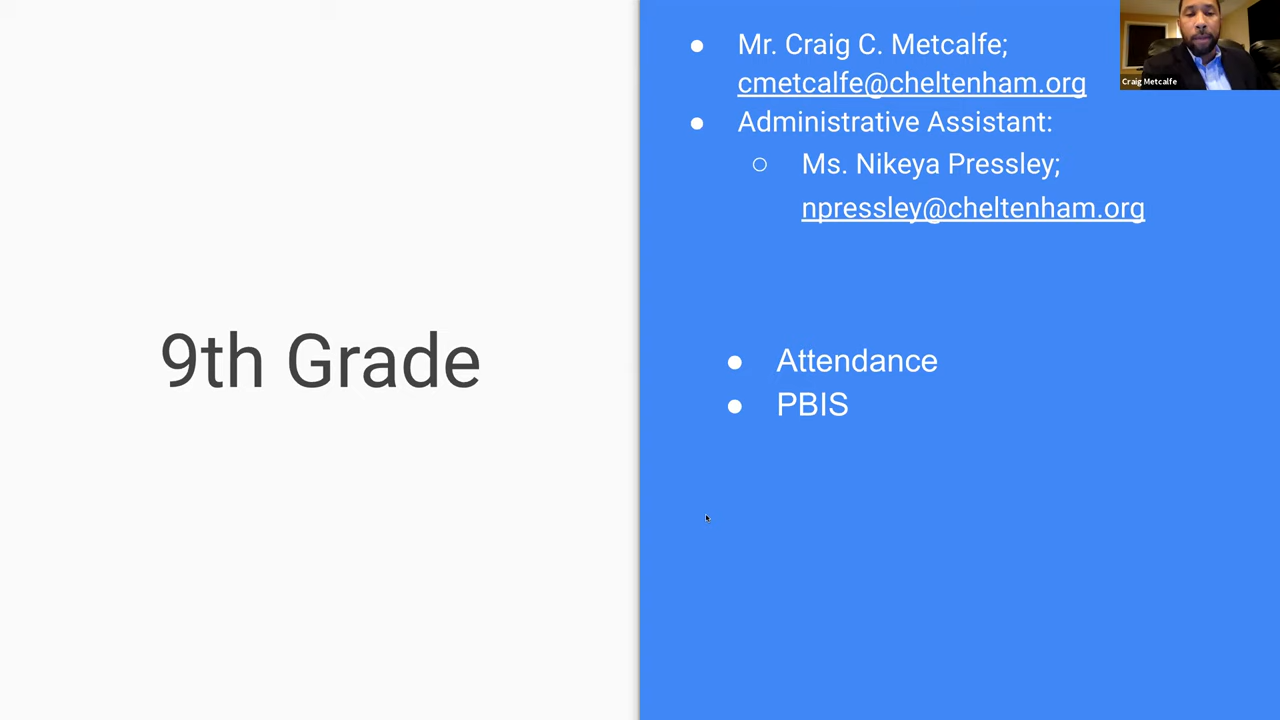 9th Grade
Mr. Craig C. Metcalfe;
cmetcalfe@cheltenham.org
Administrative Assistant:
Ms. Nikeya Pressley;
npressley@cheltenham.org
Attendance
PBIS
Craig Metcalfe